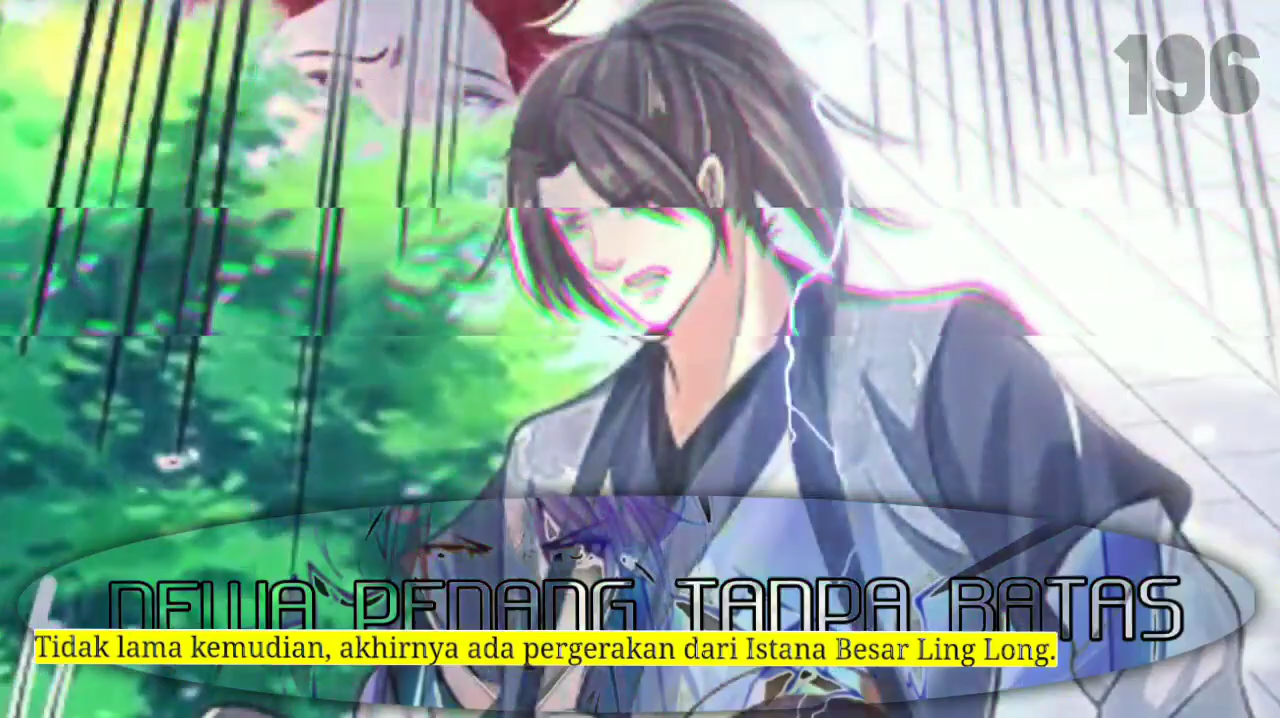 196
DEWA PEDANG TANPA BATAS
Tidak lama kemudian, akhirnya ada pergerakan dari Istana Besar Ling Long.